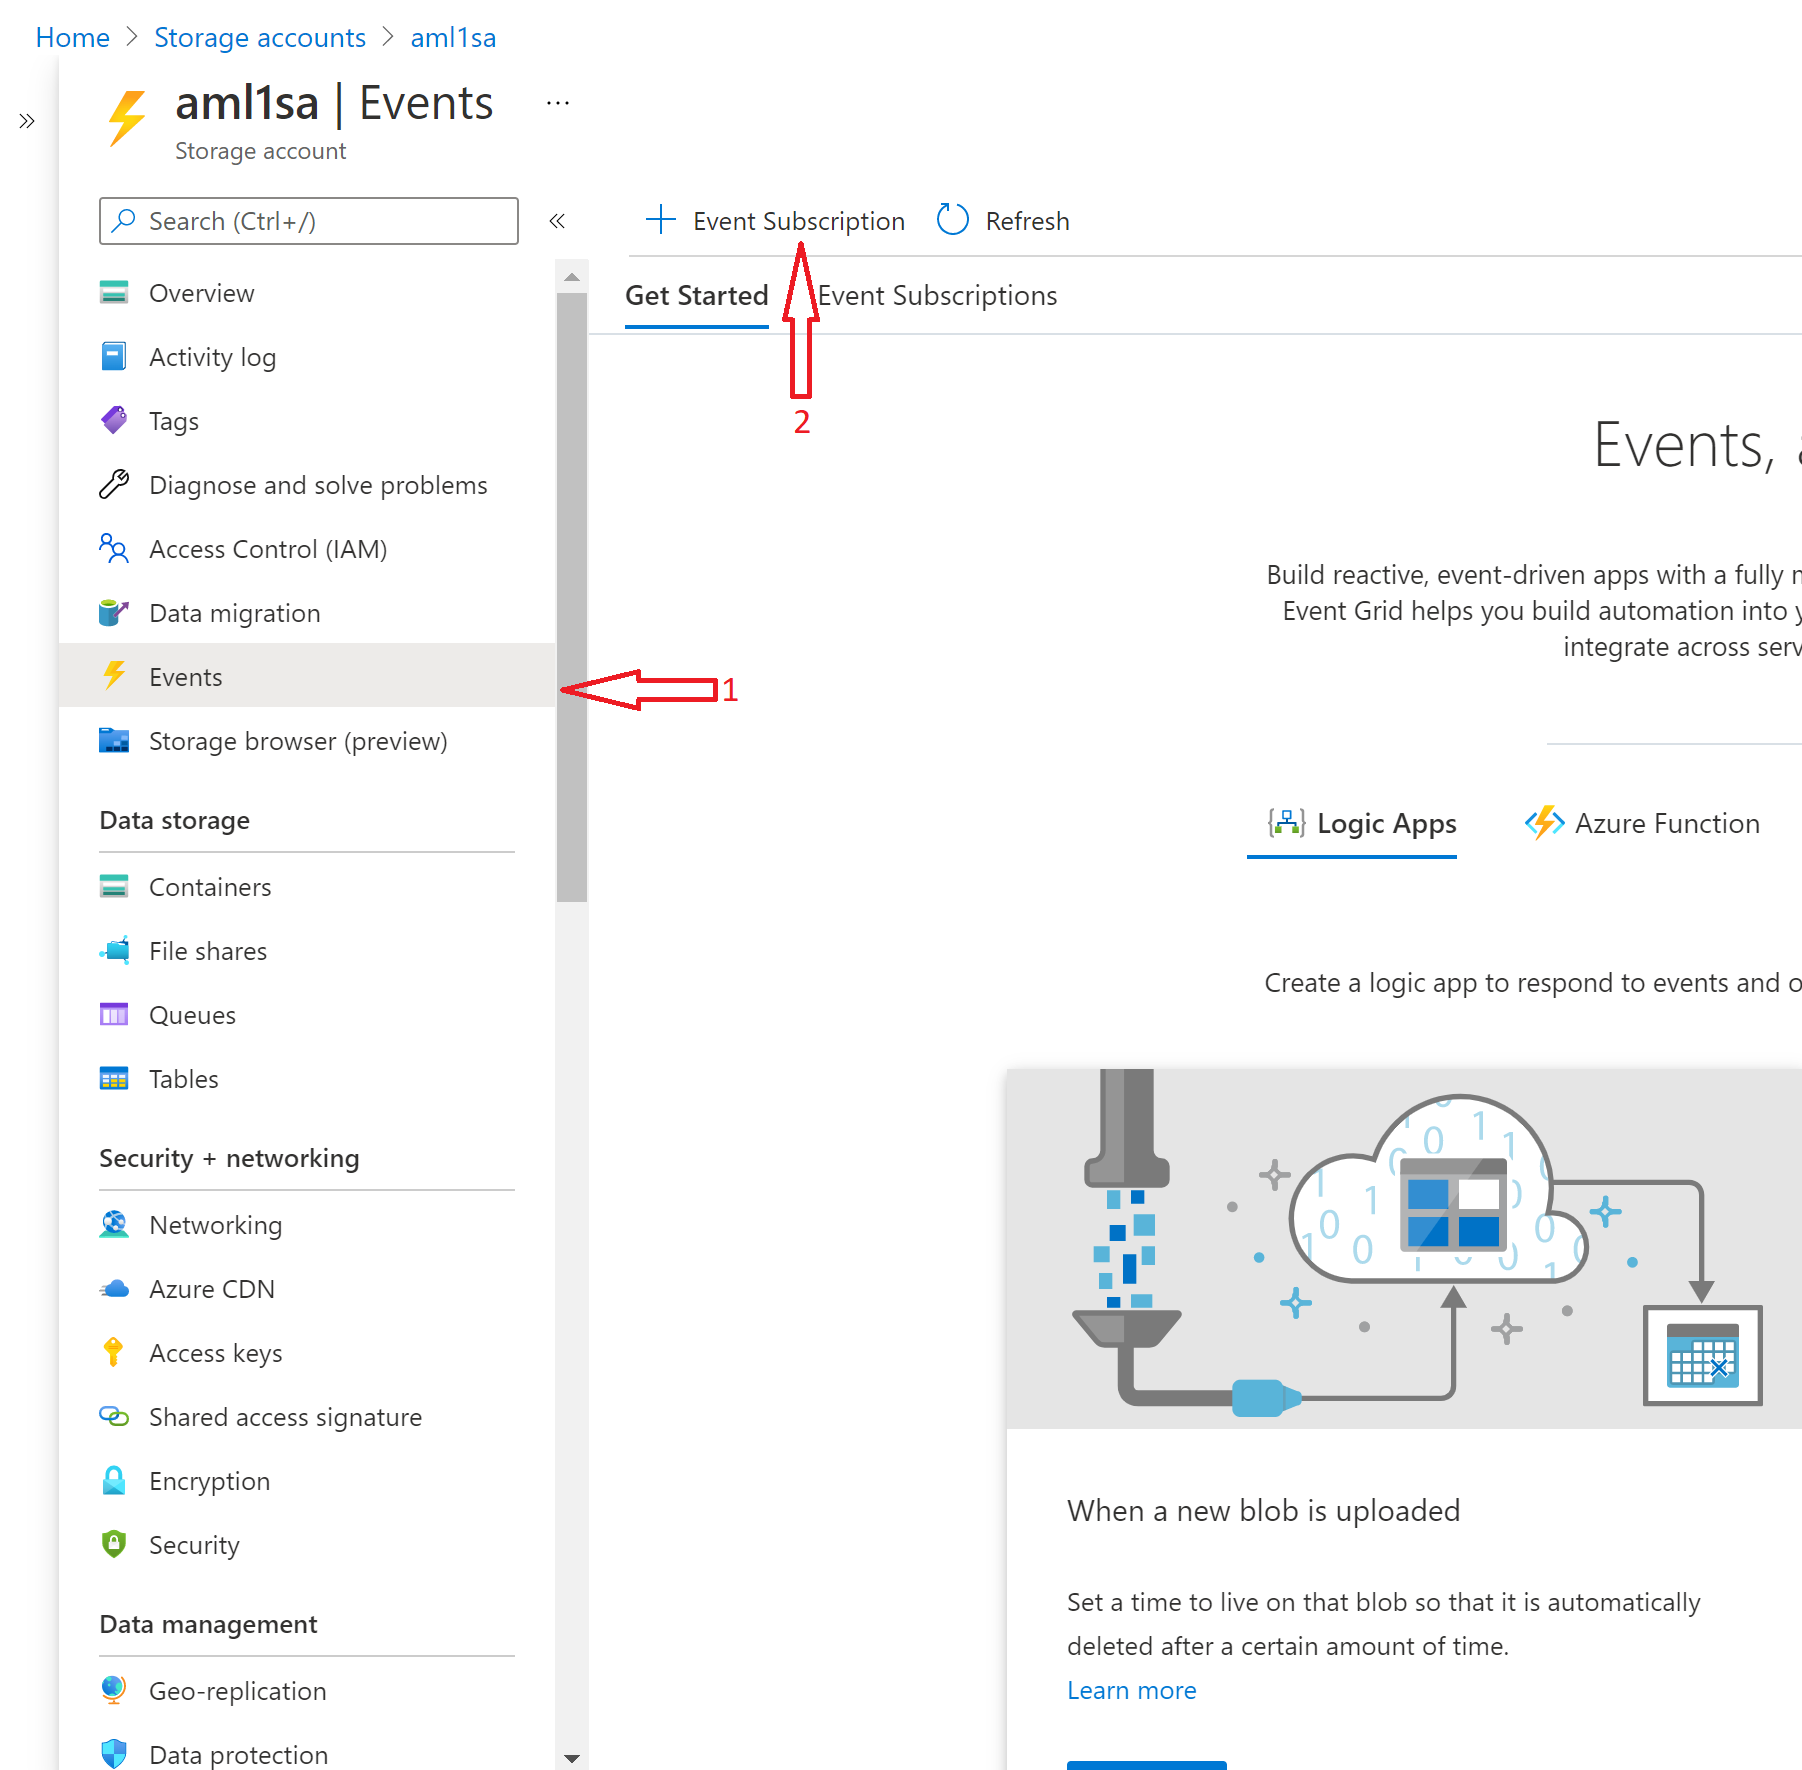 Home > Storage accounts > aml1sa
aml1sa | Events ...
Storage account
Search (Ctrl+/)
Overview
Activity log
Tags
Diagnose and solve problems
Access Control (IAM)
Data migration
Events
Storage browser (preview)
Data storage
Containers
File shares
Queues
Tables
Security + networking
Networking
Azure CDN
Access keys
Shared access signature
Encryption
Security
Data management
Geo-replication
Data protection
+ Event Subscription Refresh
Get Started Event Subscriptions
2
1
Events,
Build reactive, event-driven apps with a fully
Event Grid helps you build automation into
integrate across
Logic Apps Azure Function
Create a logic app to respond to events and
When a new blob is uploaded
Set a time to live on that blob so that it is automatically
deleted after a certain amount of time.
Learn more